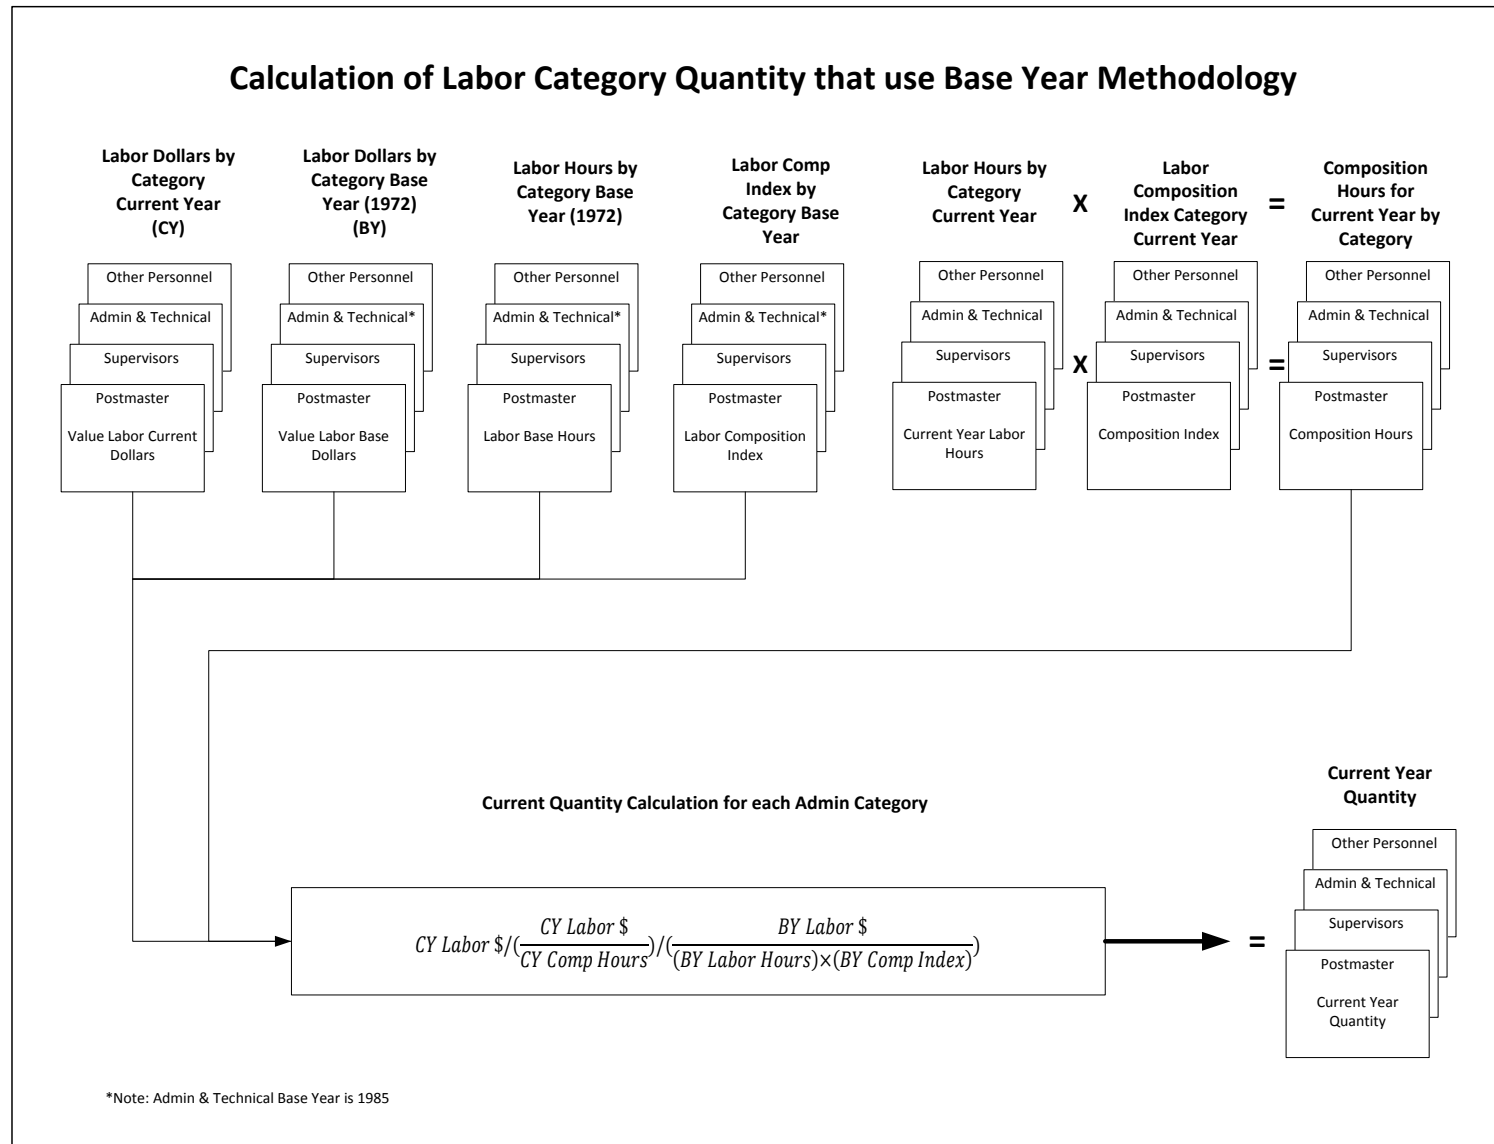 Calculation of Labor Category Quantity that use Base Year Methodology
Labor Dollars by
Category
Current Year
(CY)
Labor Dollars by
Category Base
Year (1972)
(BY)
Labor Hours by
Category Base
Year (1972)
Labor Comp
Index by
Category Base
Year
Labor Hours by
Category
Current Year
X
Labor
Composition
Index Category
Current Year
=
Composition
Hours for
Current Year by
Category
Other Personnel
Admin & Technical
Supervisors
Postmaster
Value Labor Current
Dollars
Other Personnel
Admin & Technical*
Supervisors
Postmaster
Value Labor Base
Dollars
Other Personnel
Admin & Technical*
Supervisors
Postmaster
Labor Base Hours
Other Personnel
Admin & Technical*
Supervisors
Postmaster
Labor Composition
Index
Other Personnel
Admin & Technical
Supervisors
Postmaster
Current Year Labor
Hours
X
Other Personnel
Admin & Technical
Supervisors
Postmaster
Composition Index
=
Other Personnel
Admin & Technical
Supervisors
Postmaster
Composition Hours
Current Quantity Calculation for each Admin Category
CY Labor $/(CY Labor $/CY Comp Hours)/(BY Labor $/(BY Labor Hours)×(BY Comp Index))
=
Current Year
Quantity
Other Personnel
Admin & Technical
Supervisors
Postmaster
Current Year
Quantity
*Note: Admin & Technical Base Year is 1985